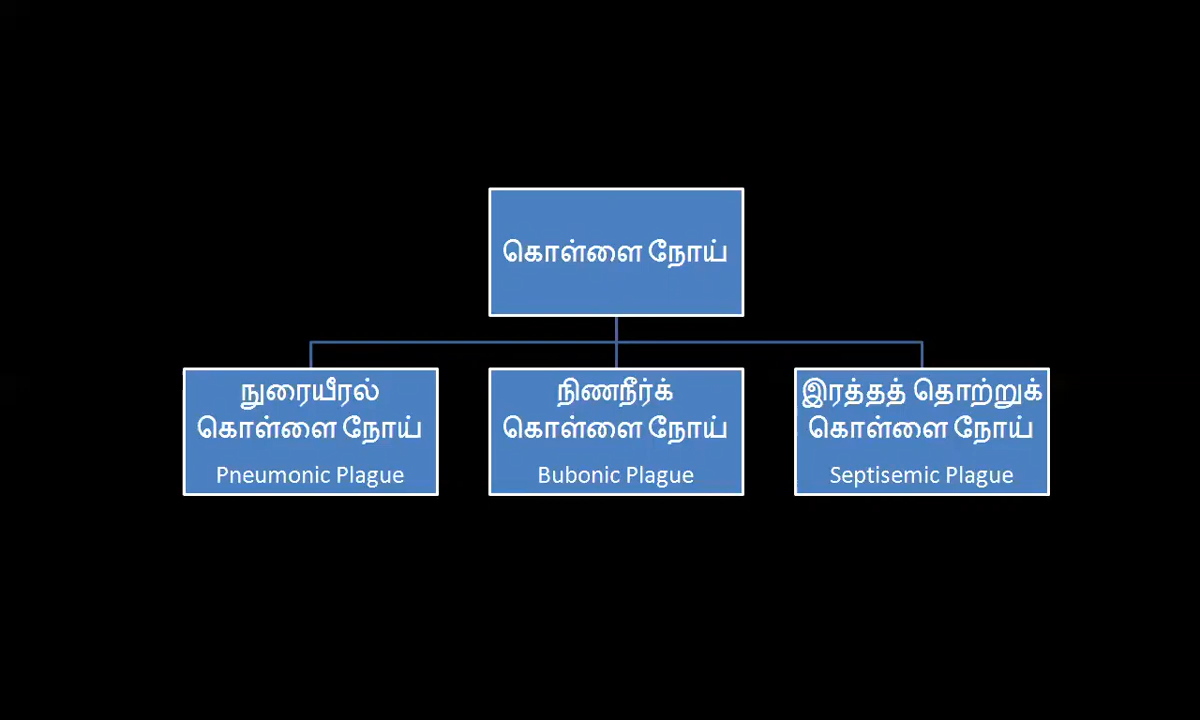 கொள்ளை நோய்
நுரையீரல்
கொள்ளை நோய்
Pneumonic Plague
நிணநீர்க்
கொள்ளை நோய்
Bubonic Plague
இரத்தத் தொற்றுக்
கொள்ளை நோய்
Septisemic Plague